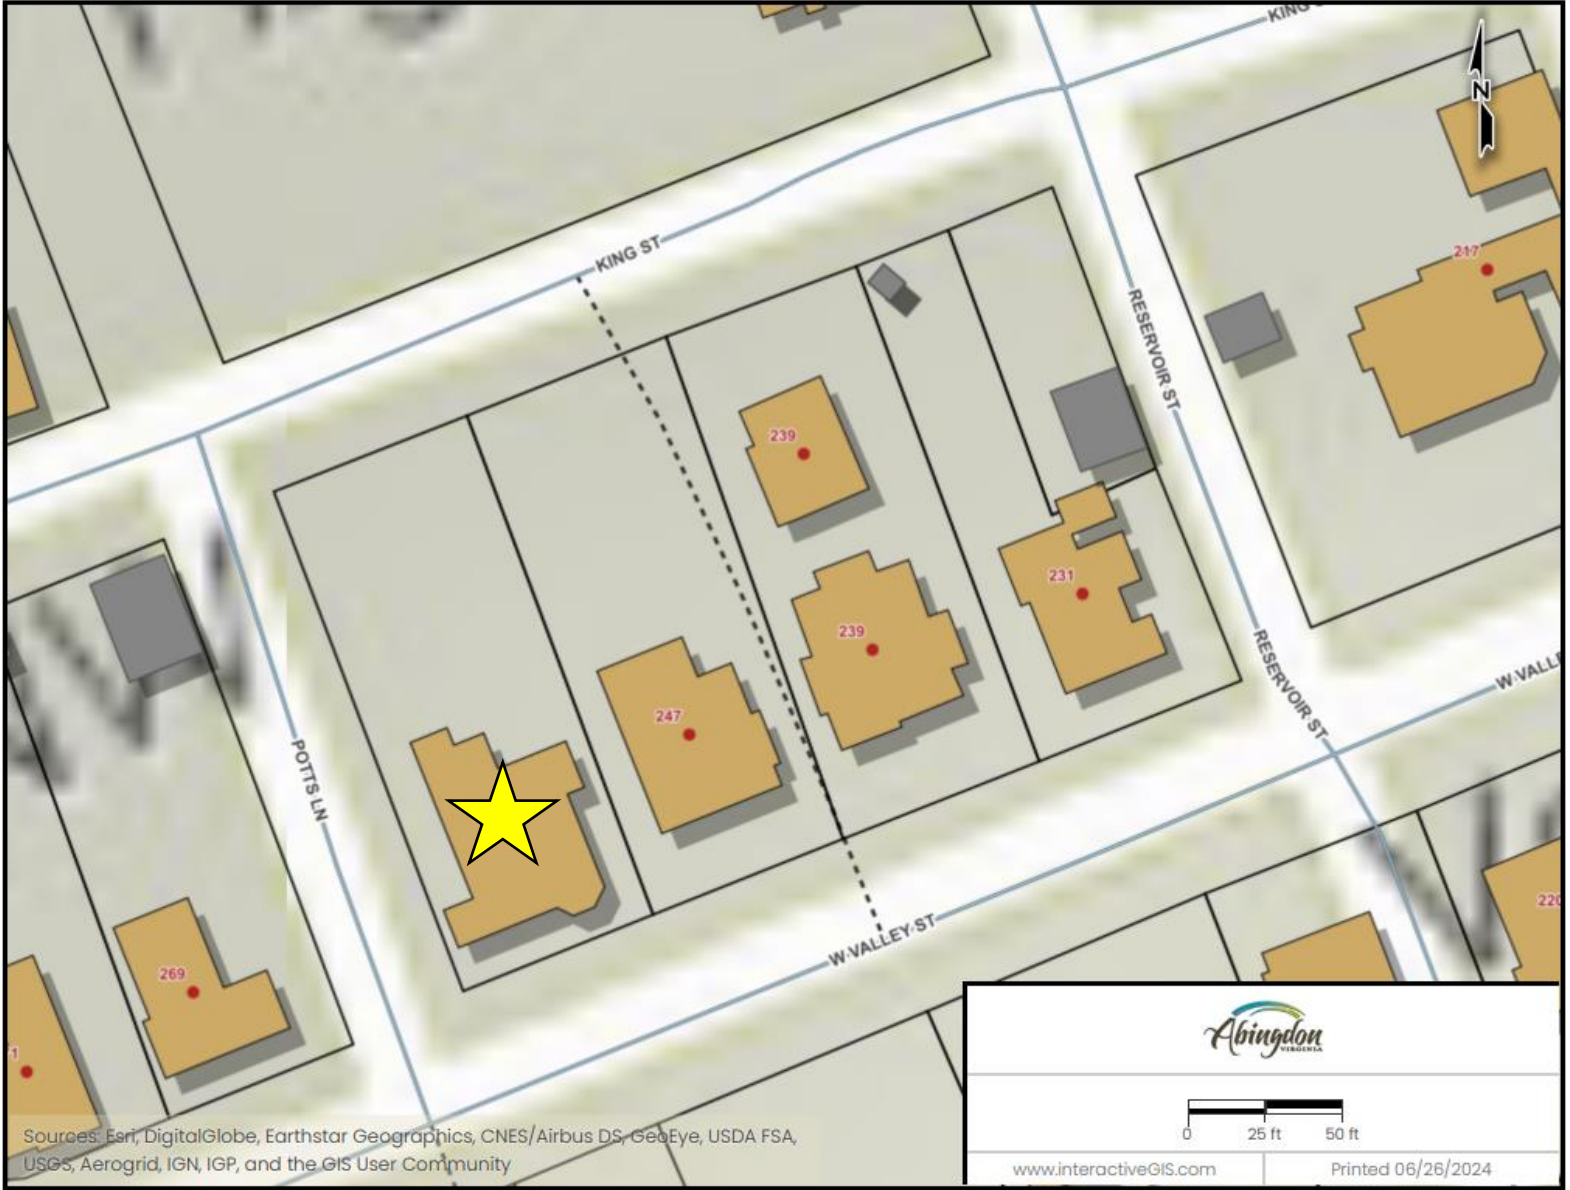 KING
N
KING ST
217
RESERVOIR ST
239
231
239
247
POTTS LN
RESERVOIR ST
W VALLE
269
1
220
W VALLEY ST
Abingdon
VIRGINIA
0 25 ft 50 ft
www.interactiveGIS.com Printed 06/26/2024
Sources: Esri, DigitalGlobe, Earthstar Geographics, CNES/Airbus DS, GeoEye, USDA FSA,
USGS, Aerogrid, IGN, IGP, and the GIS User Community